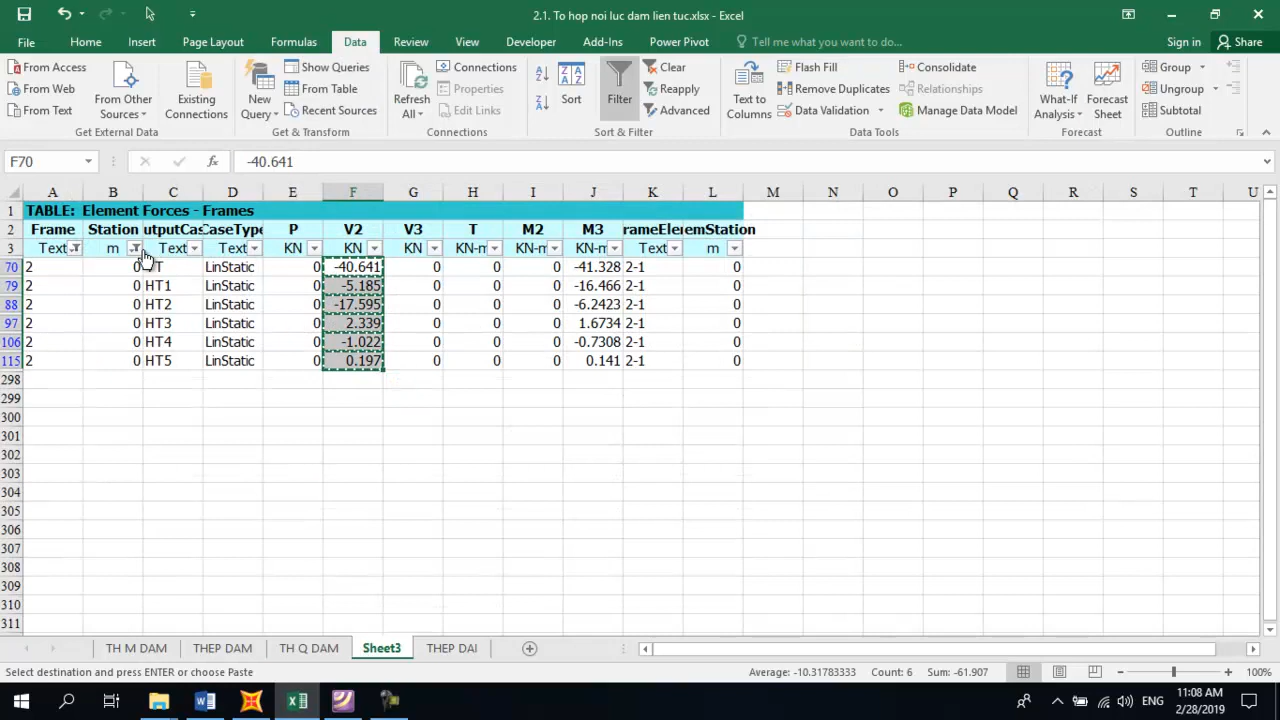 2.1. To hop noi luc dam lien tuc.xlsx - Excel
File Home Insert Page Layout Formulas Data Review View Developer Add-Ins Power Pivot Tell me what you want to do... Sign in Share
From Access From Web From Text From Other Sources Existing Connections New Query Show Queries From Table Recent Sources Refresh All Connections Properties Edit Links Sort Filter Clear Reapply Advanced Text to Columns Flash Fill Remove Duplicates Data Validation Consolidate Relationships Manage Data Model What-If Analysis Forecast Sheet Group Ungroup Subtotal
Get External Data Get & Transform Connections Sort & Filter Data Tools Forecast Outline
F70 fx -40.641
A B C D E F G H I J K L M N O P Q R S T U
1 TABLE: Element Forces - Frames
2 Frame Station utputCas CaseType P V2 V3 T M2 M3 rameEle emStation
3 Text m Text Text KN KN KN KN-m KN-m KN-m Text m
70 2 0 LinStatic 0 -40.641 0 0 0 -41.328 2-1 0
79 2 0 HT1 LinStatic 0 -5.185 0 0 0 -16.466 2-1 0
88 2 0 HT2 LinStatic 0 -17.595 0 0 0 -6.2423 2-1 0
97 2 0 HT3 LinStatic 0 2.339 0 0 0 1.6734 2-1 0
106 2 0 HT4 LinStatic 0 -1.022 0 0 0 -0.7308 2-1 0
115 2 0 HT5 LinStatic 0 0.197 0 0 0 0.141 2-1 0
298
299
300
301
302
303
304
305
306
307
308
309
310
311
TH M DAM THEP DAM TH Q DAM Sheet3 THEP DAI
Select destination and press ENTER or choose Paste Average: -10.31783333 Count: 6 Sum: -61.907 100%
ENG 11:08 AM
2/28/2019